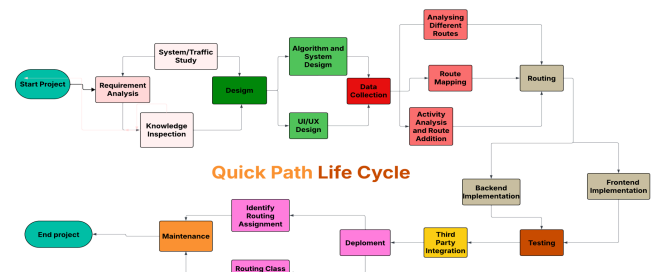 Start Project
Requirement
Analysis
System/Traffic
Study
Knowledge
Inspection
Design
Algorithm and
System
Design
UI/UX
Design
Data
Collection
Analysing
Different
Routes
Route
Mapping
Activity
Analysis
and Route
Addition
Routing
Quick Path Life Cycle
Backend
Implementation
Frontend
Implementation
Testing
Third
Party
Integration
Deploment
Identify
Routing
Assignment
Routing Class
Maintenance
End project